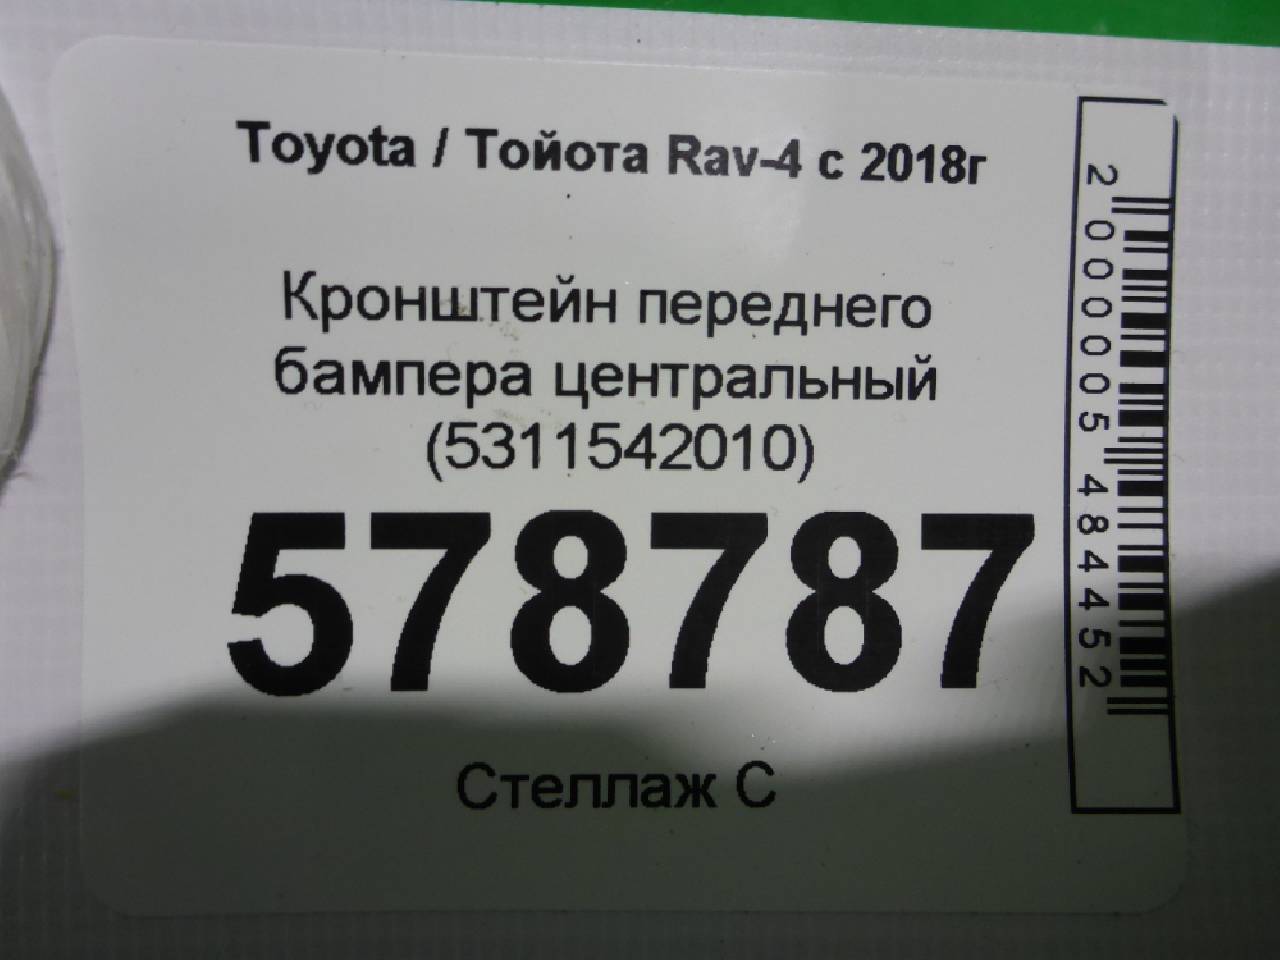 Toyota / Тойота Rav-4 с 2018г
Кронштейн переднего
бампера центральный
(5311542010)
578787
Стеллаж С
2000005484452